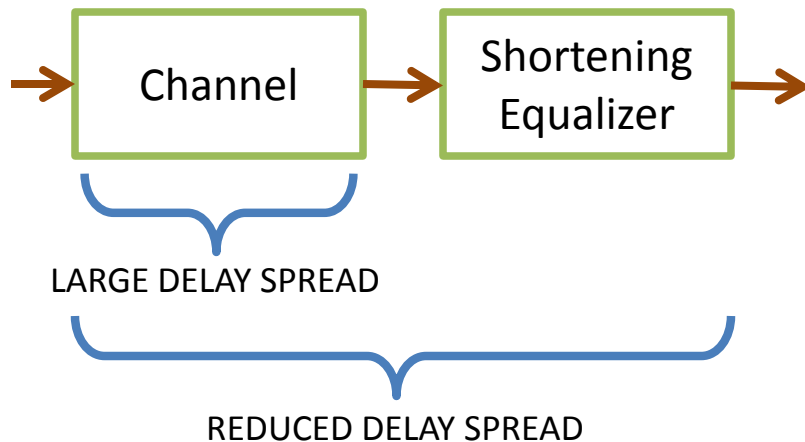 Channel
Shortening
Equalizer
LARGE DELAY SPREAD
REDUCED DELAY SPREAD